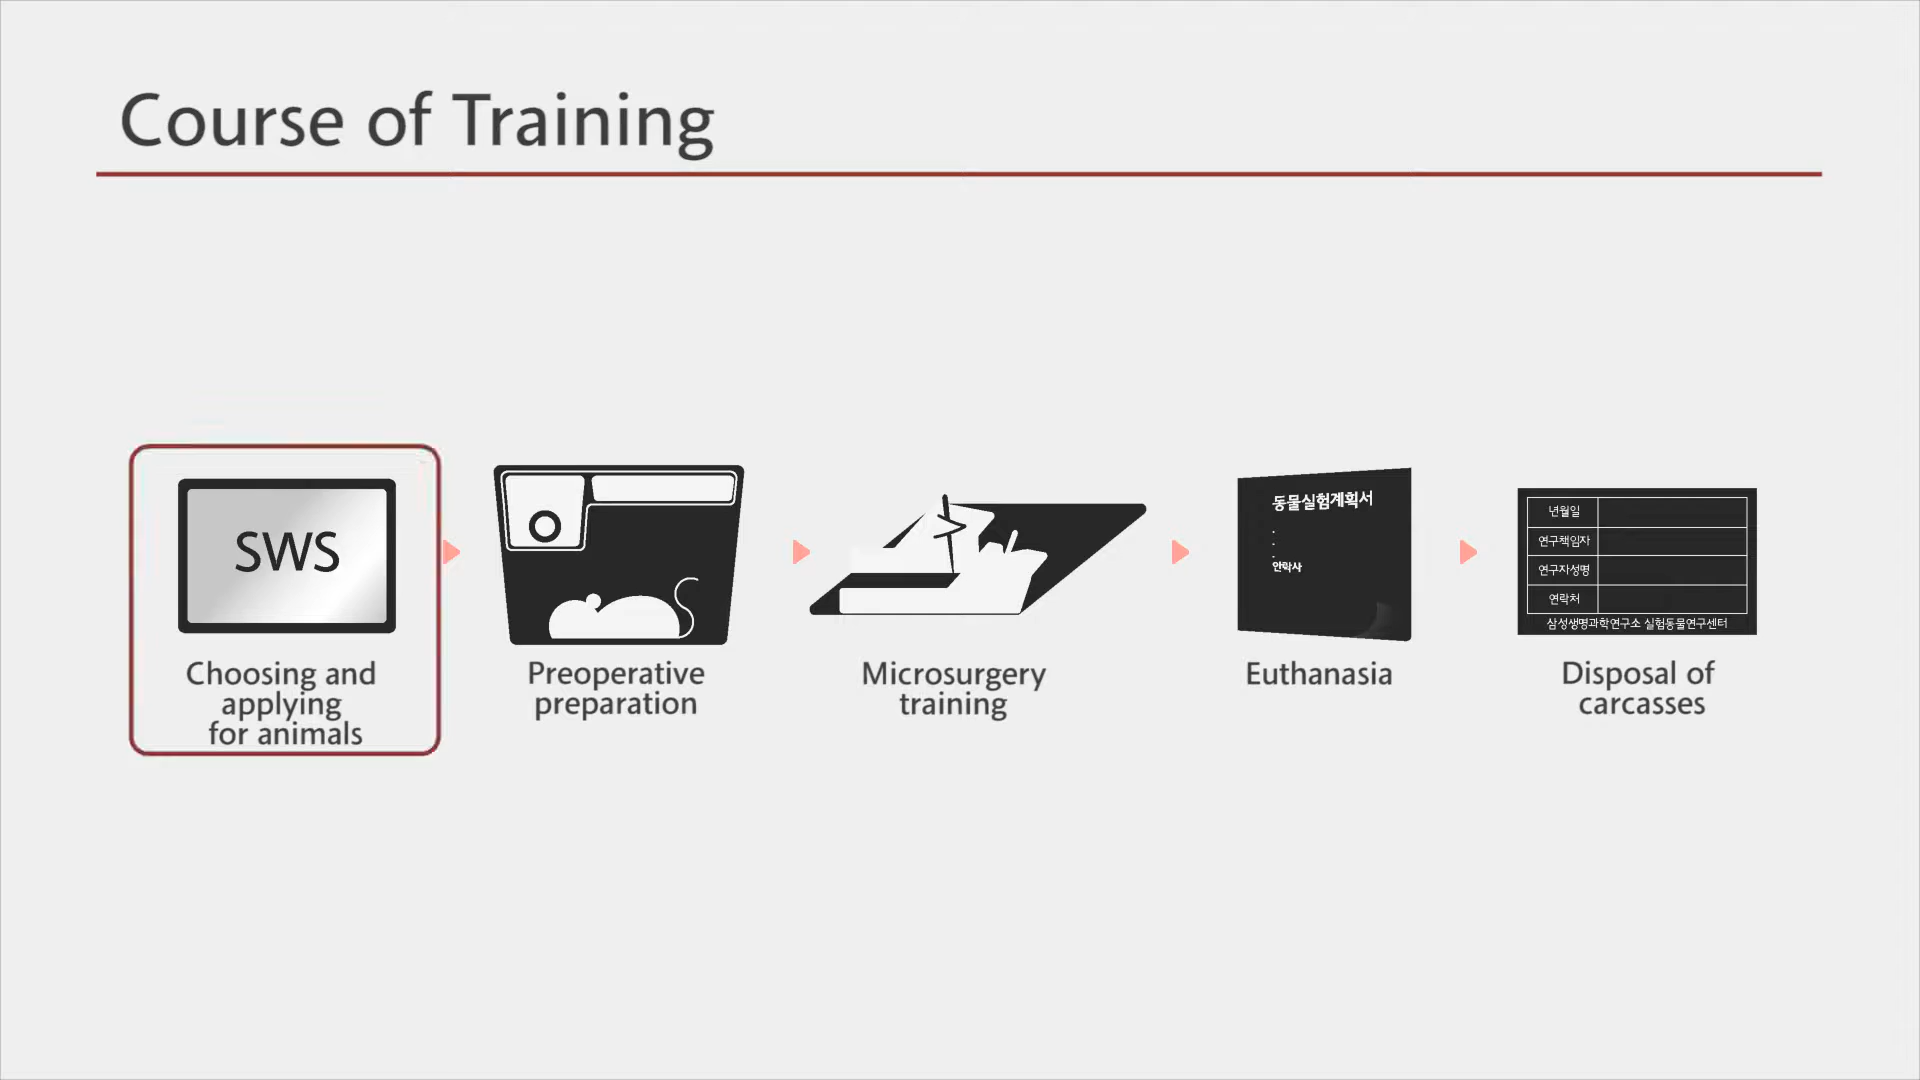 Course of Training
SWS
Choosing and
applying
for animals
Preoperative
preparation
Microsurgery
training
동물실험계획서
.
.
.
안락사
Euthanasia
년월일
연구책임자
연구자성명
연락처
삼성생명과학연구소 실험동물연구센터
Disposal of
carcasses